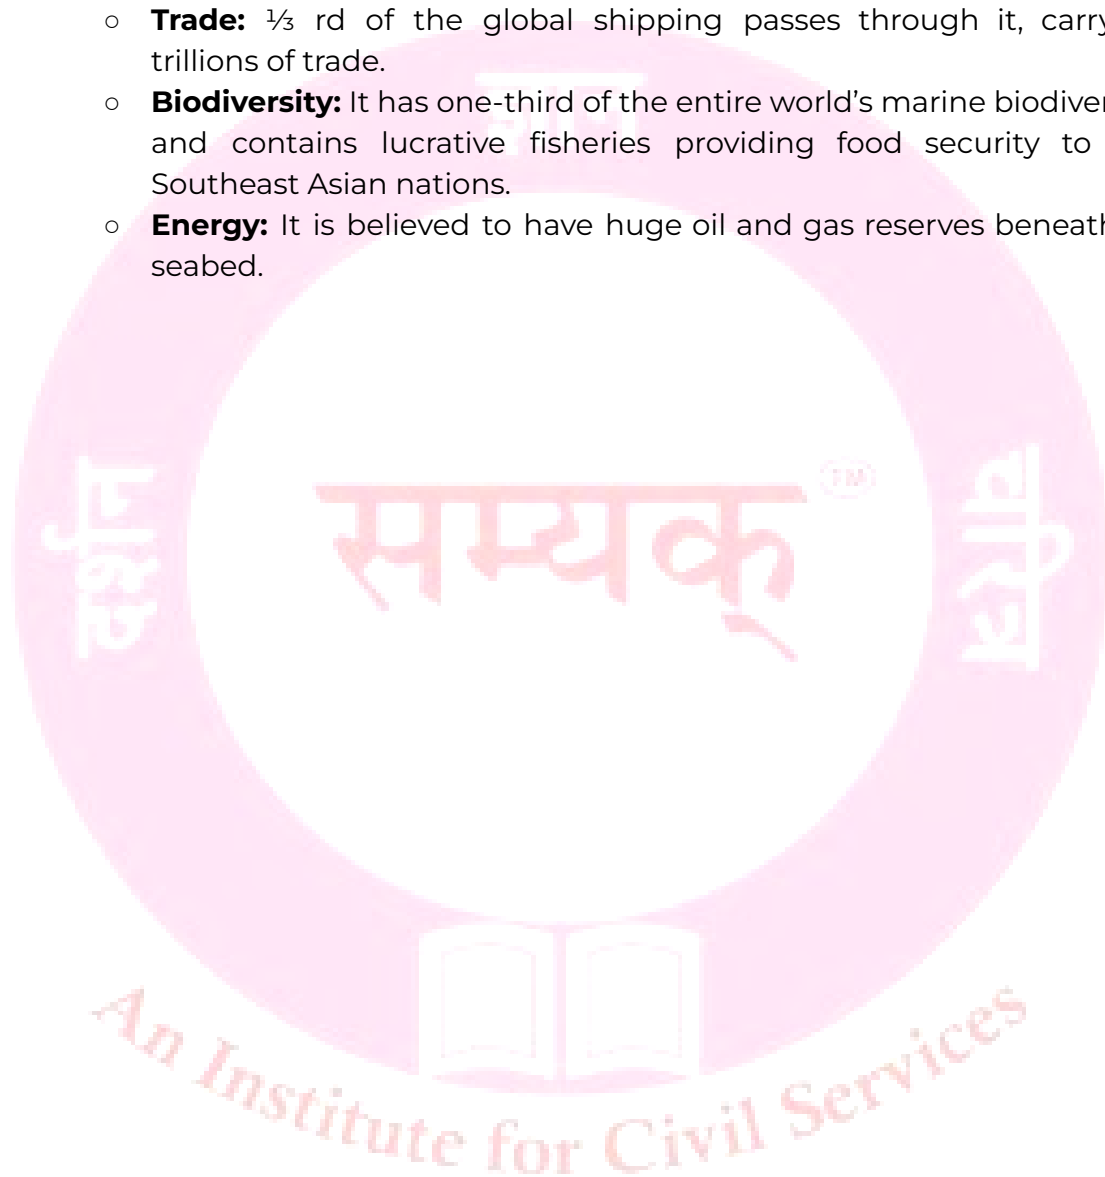 ○ Trade: ⅓ rd of the global shipping passes through it, carry
trillions of trade.
○ Biodiversity: It has one-third of the entire world’s marine biodiver
and contains lucrative fisheries providing food security to
Southeast Asian nations.
○ Energy: It is believed to have huge oil and gas reserves beneath
seabed.
ज्ञान
दर्शन
सम्यक्
TM
चारित्र
An Institute for Civil Services